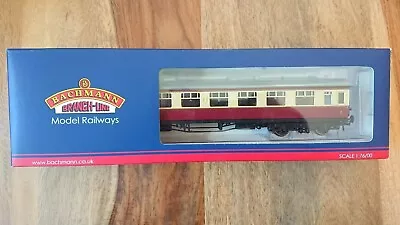 BACHMANN
BRANCH-LINE
Model Railways
www.bachmann.co.uk
SCALE 1:76/00